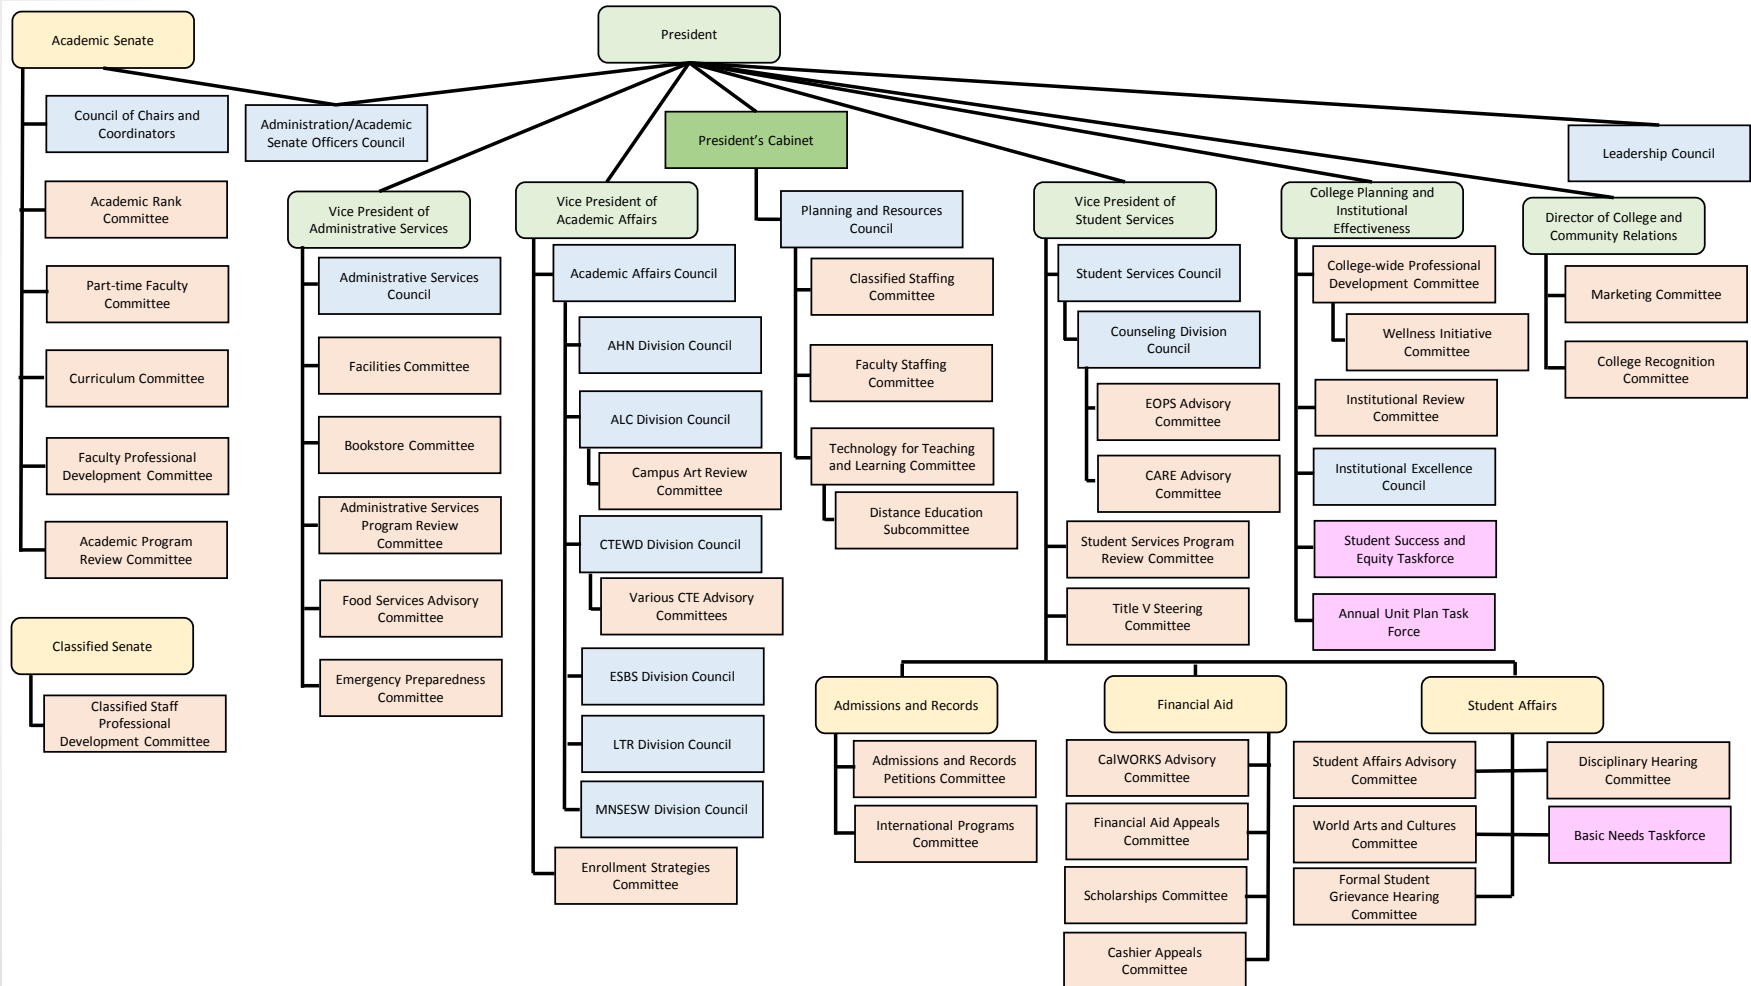 Academic Senate
Council of Chairs and
Coordinators
Academic Rank
Committee
Part-time Faculty
Committee
Curriculum Committee
Faculty Professional
Development Committee
Academic Program
Review Committee
Classified Senate
Classified Staff
Professional
Development Committee
President
Administration/Academic
Senate Officers Council
Vice President of
Administrative Services
Administrative Services
Council
Facilities Committee
Bookstore Committee
Administrative Services
Program Review
Committee
Food Services Advisory
Committee
Emergency Preparedness
Committee
Vice President of
Academic Affairs
Academic Affairs Council
AHN Division Council
ALC Division Council
Campus Art Review
Committee
CTEWD Division Council
Various CTE Advisory
Committees
ESBS Division Council
LTR Division Council
MNSESW Division Council
Enrollment Strategies
Committee
President’s Cabinet
Planning and Resources
Council
Classified Staffing
Committee
Faculty Staffing
Committee
Technology for Teaching
and Learning Committee
Distance Education
Subcommittee
Vice President of
Student Services
Student Services Council
Counseling Division
Council
EOPS Advisory
Committee
CARE Advisory
Committee
Student Services Program
Review Committee
Title V Steering
Committee
Admissions and Records
Admissions and Records
Petitions Committee
International Programs
Committee
Financial Aid
CalWORKS Advisory
Committee
Financial Aid Appeals
Committee
Scholarships Committee
Cashier Appeals
Committee
Student Affairs
Student Affairs Advisory
Committee
Disciplinary Hearing
Committee
World Arts and Cultures
Committee
Basic Needs Taskforce
Formal Student
Grievance Hearing
Committee
College Planning and
Institutional
Effectiveness
College-wide Professional
Development Committee
Wellness Initiative
Committee
Institutional Review
Committee
Institutional Excellence
Council
Student Success and
Equity Taskforce
Annual Unit Plan Task
Force
Director of College and
Community Relations
Marketing Committee
College Recognition
Committee
Leadership Council